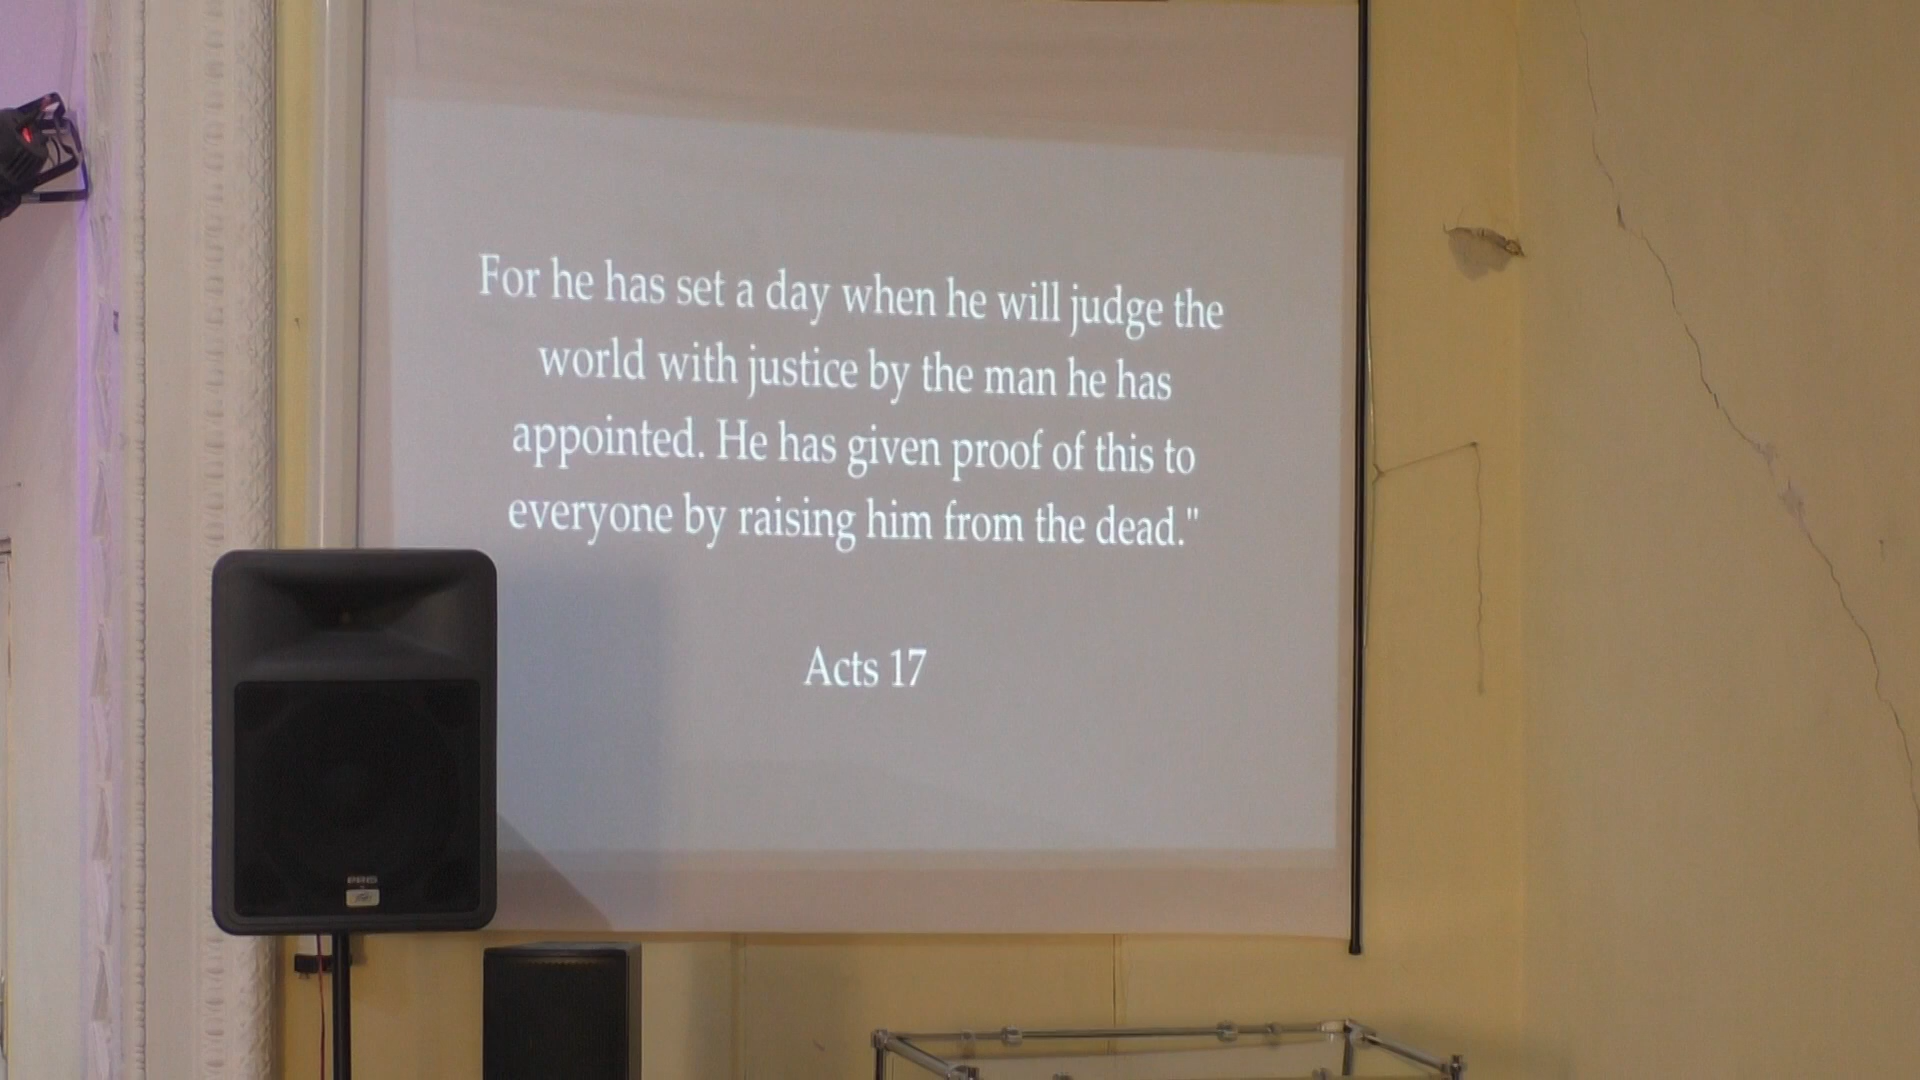 For he has set a day when he will judge the
world with justice by the man he has
appointed. He has given proof of this to
everyone by raising him from the dead."
Acts 17